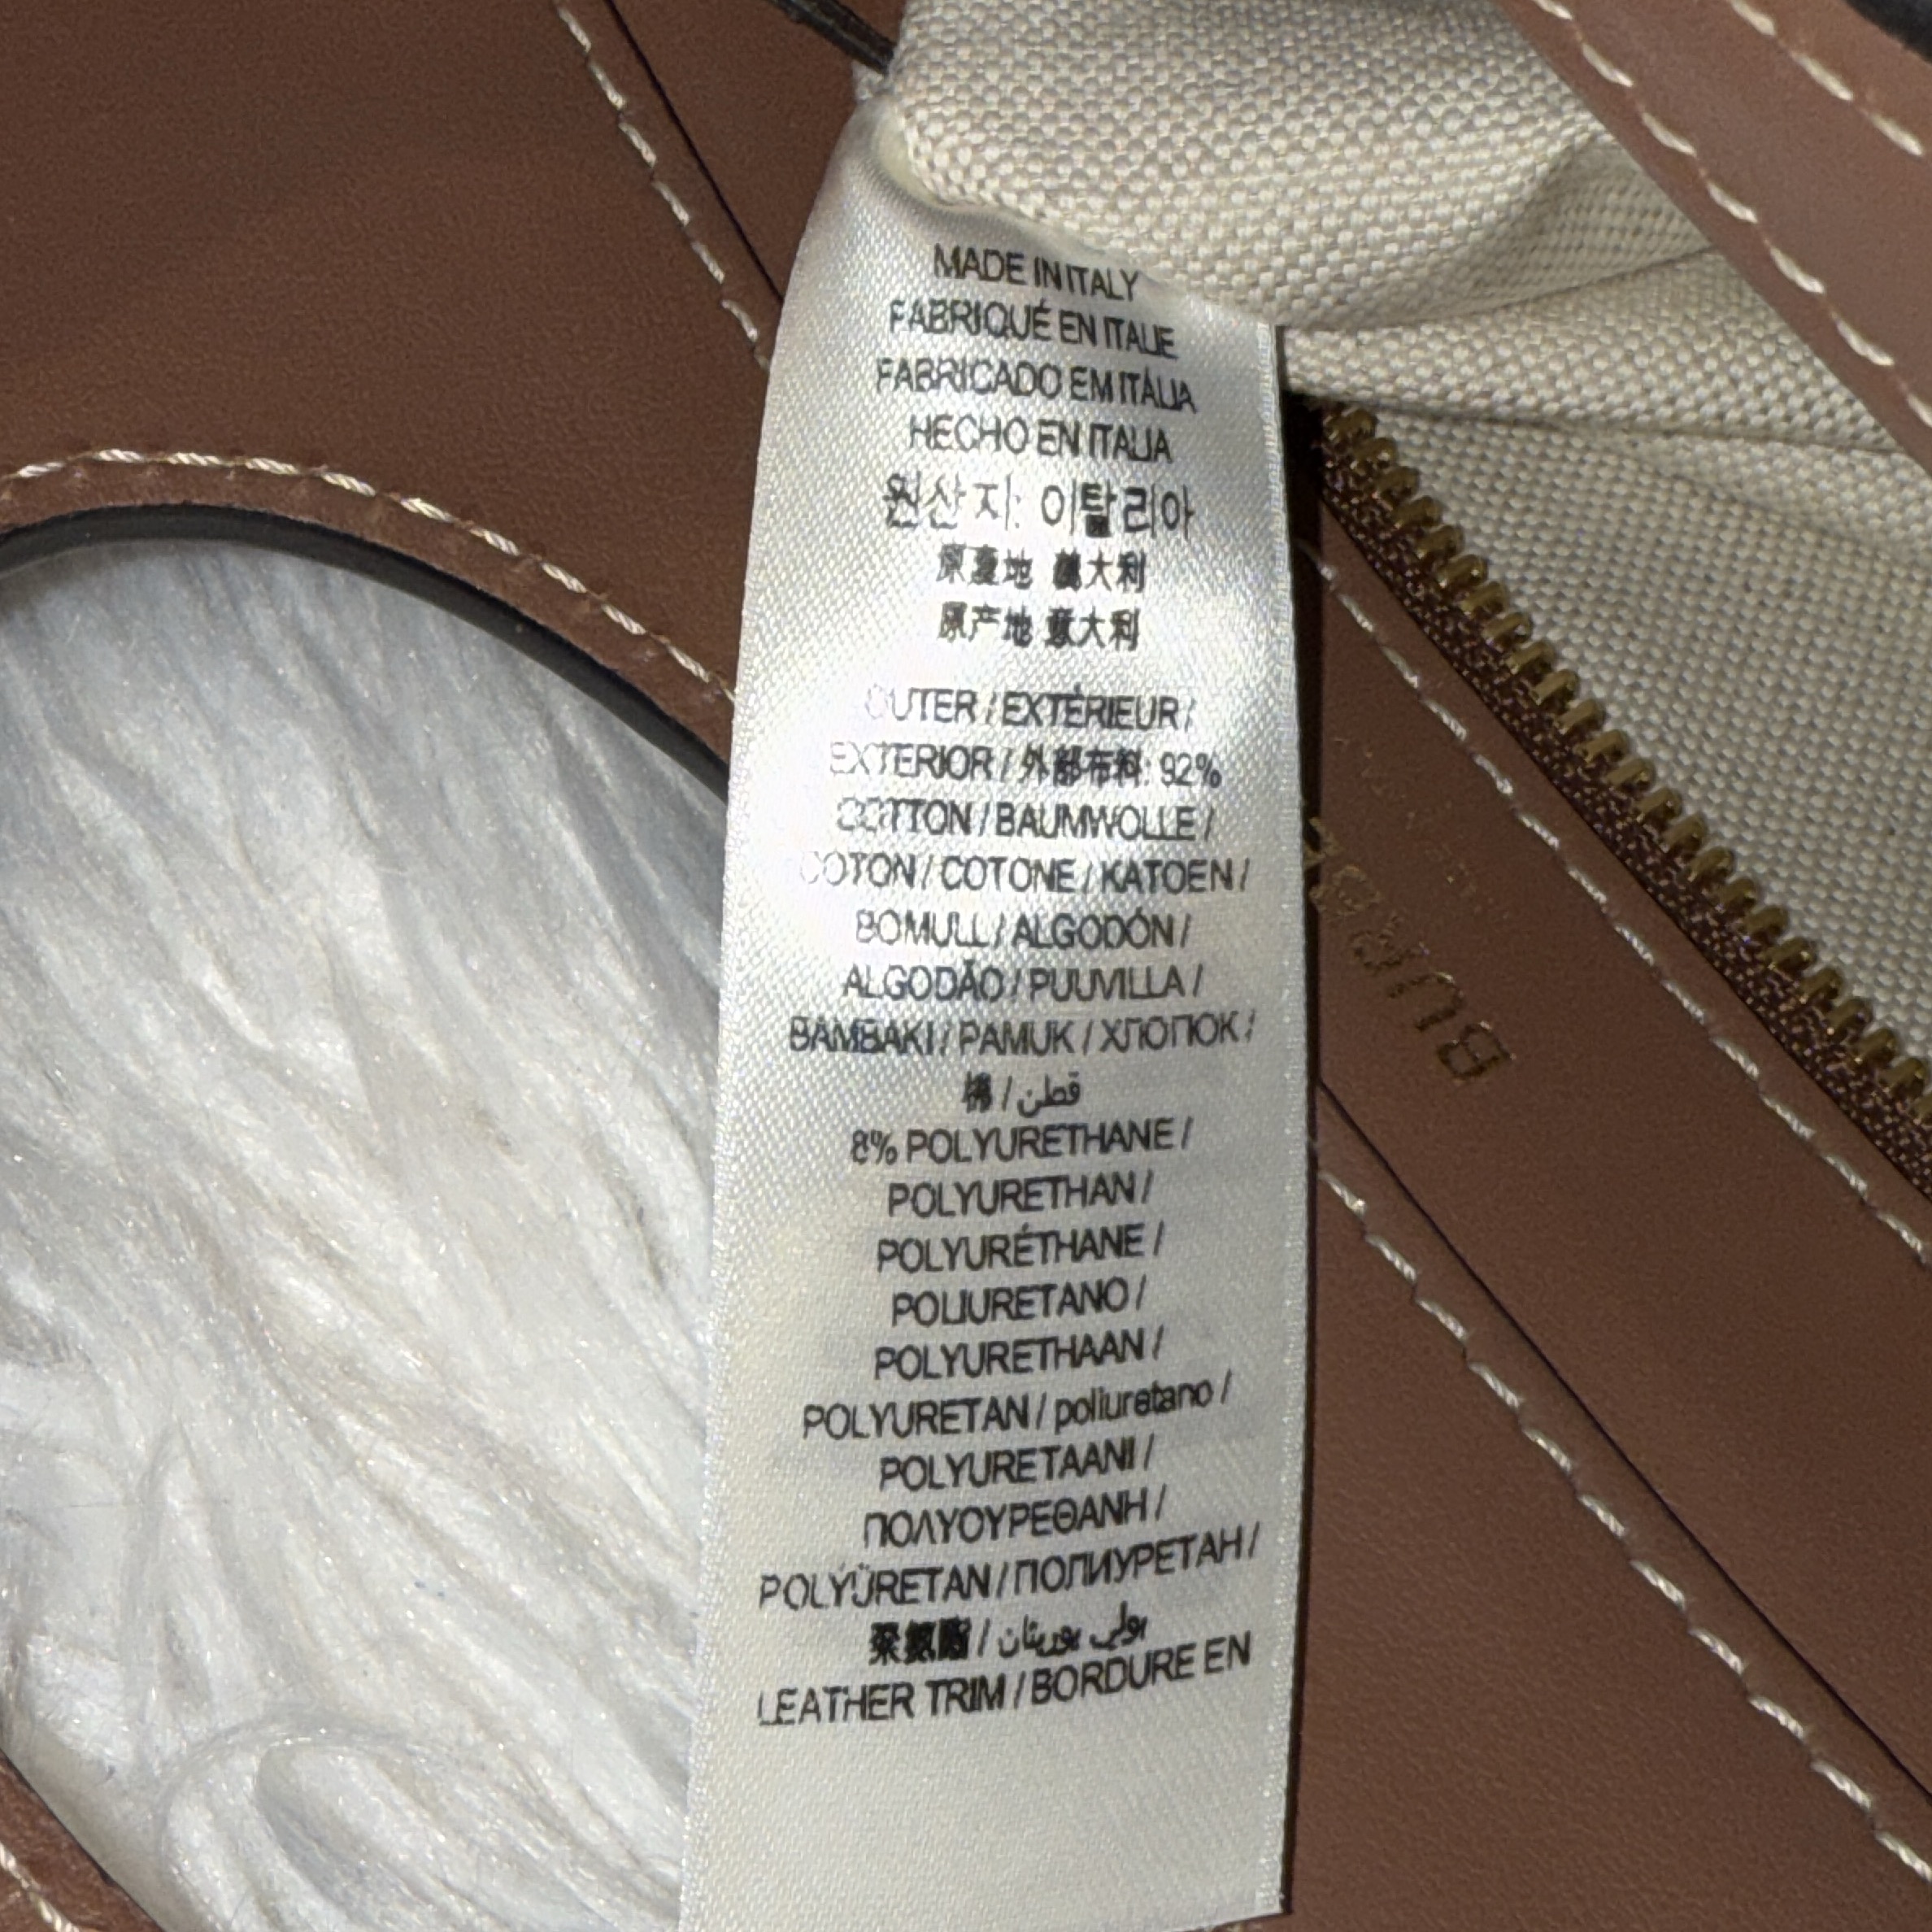 MADE IN ITALY
FABRIQUÉ EN ITALIE
FABRICADO EM ITÁLIA
HECHO EN ITALIA
원산지: 이탈리아
原產地 義大利
原产地 意大利
OUTER / EXTÉRIEUR /
EXTERIOR / 外部布料: 92%
COTTON / BAUMWOLLE /
COTON / COTONE / KATOEN /
BOMULL / ALGODÓN /
ALGODÃO / PUUVILLA /
BAMBAKI / PAMUK / ХЛОПОК /
棉 / قطن
8% POLYURETHANE /
POLYURETHAN /
POLYURÉTHANE /
POLIURETANO /
POLYURETHAAN /
POLYURETAN / poliuretano /
POLYURETAANI /
ΠΟΛΥΟΥΡΕΘΑΝΗ /
POLYÜRETAN / ПОЛИУРЕТАН /
聚氨酯 / بولي يوريتان
LEATHER TRIM / BORDURE EN